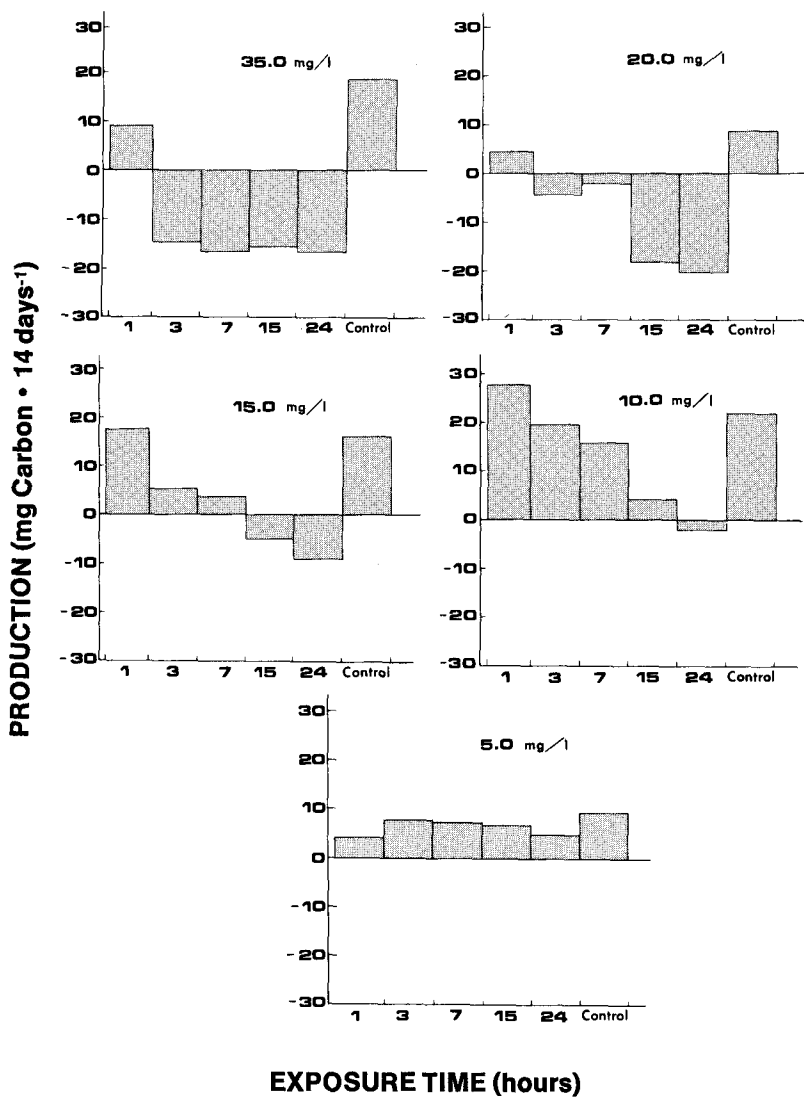 PRODUCTION (mg Carbon • 14 days-1)
35.0 mg/l
30
20
10
0
-10
-20
-30
1 3 7 15 24 Control
20.0 mg/l
30
20
10
0
-10
-20
-30
1 3 7 15 24 Control
15.0 mg/l
30
20
10
0
-10
-20
-30
1 3 7 15 24 Control
10.0 mg/l
30
20
10
0
-10
-20
-30
1 3 7 15 24 Control
5.0 mg/l
30
20
10
0
-10
-20
-30
1 3 7 15 24 Control
EXPOSURE TIME (hours)